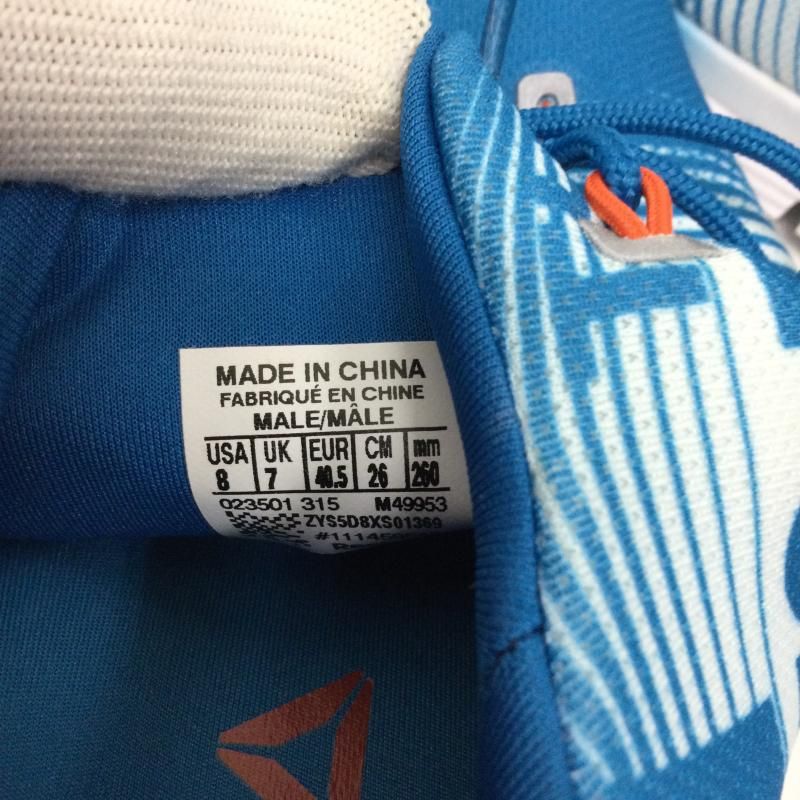 MADE IN CHINA
FABRIQUÉ EN CHINE
MALE/MÂLE
USA UK EUR CM mm
8 7 40.5 26 260
023501 315 M49953
ZYS5D8XS01369